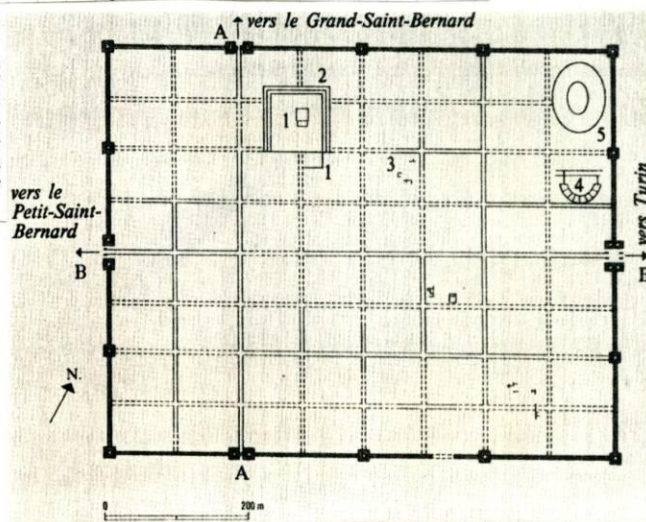 A ↑ vers le Grand-Saint-Bernard
2
1
5
3
1
4
vers le
Petit-Saint-
Bernard
vers Turin
B
N.
A
0 200 m